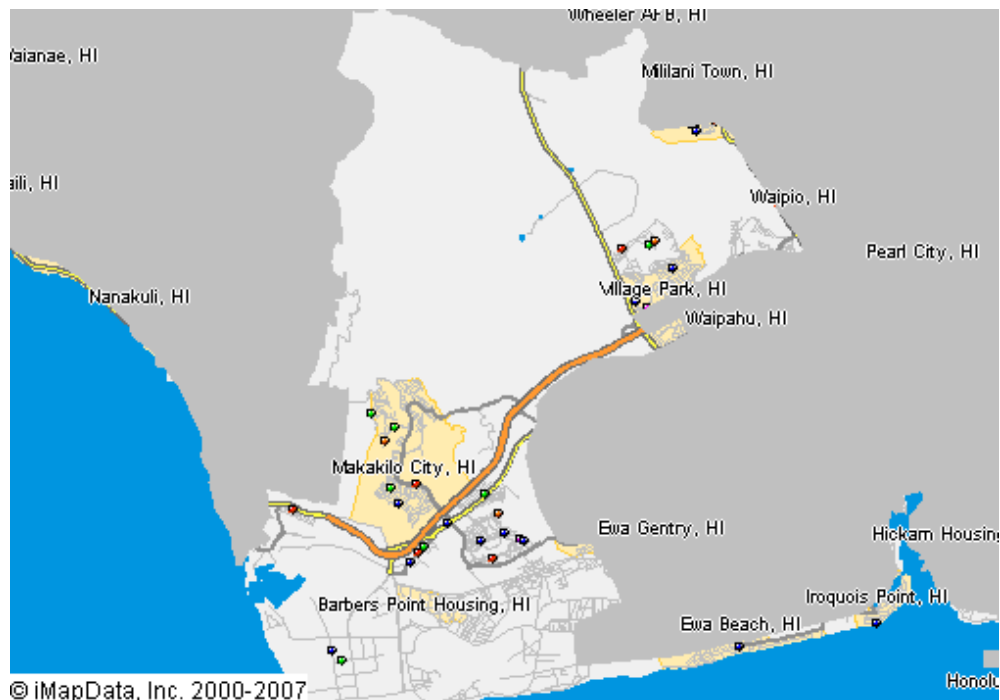 Wheeler AFB, HI
Waianae, HI
Mililani Town, HI
aili, HI
Waipio, HI
Pearl City, HI
Nanakuli, HI
Village Park, HI
Waipahu, HI
Makakilo City, HI
Ewa Gentry, HI
Hickam Housing
Barbers Point Housing, HI
Iroquois Point, HI
Ewa Beach, HI
Honolu
© iMapData, Inc. 2000-2007